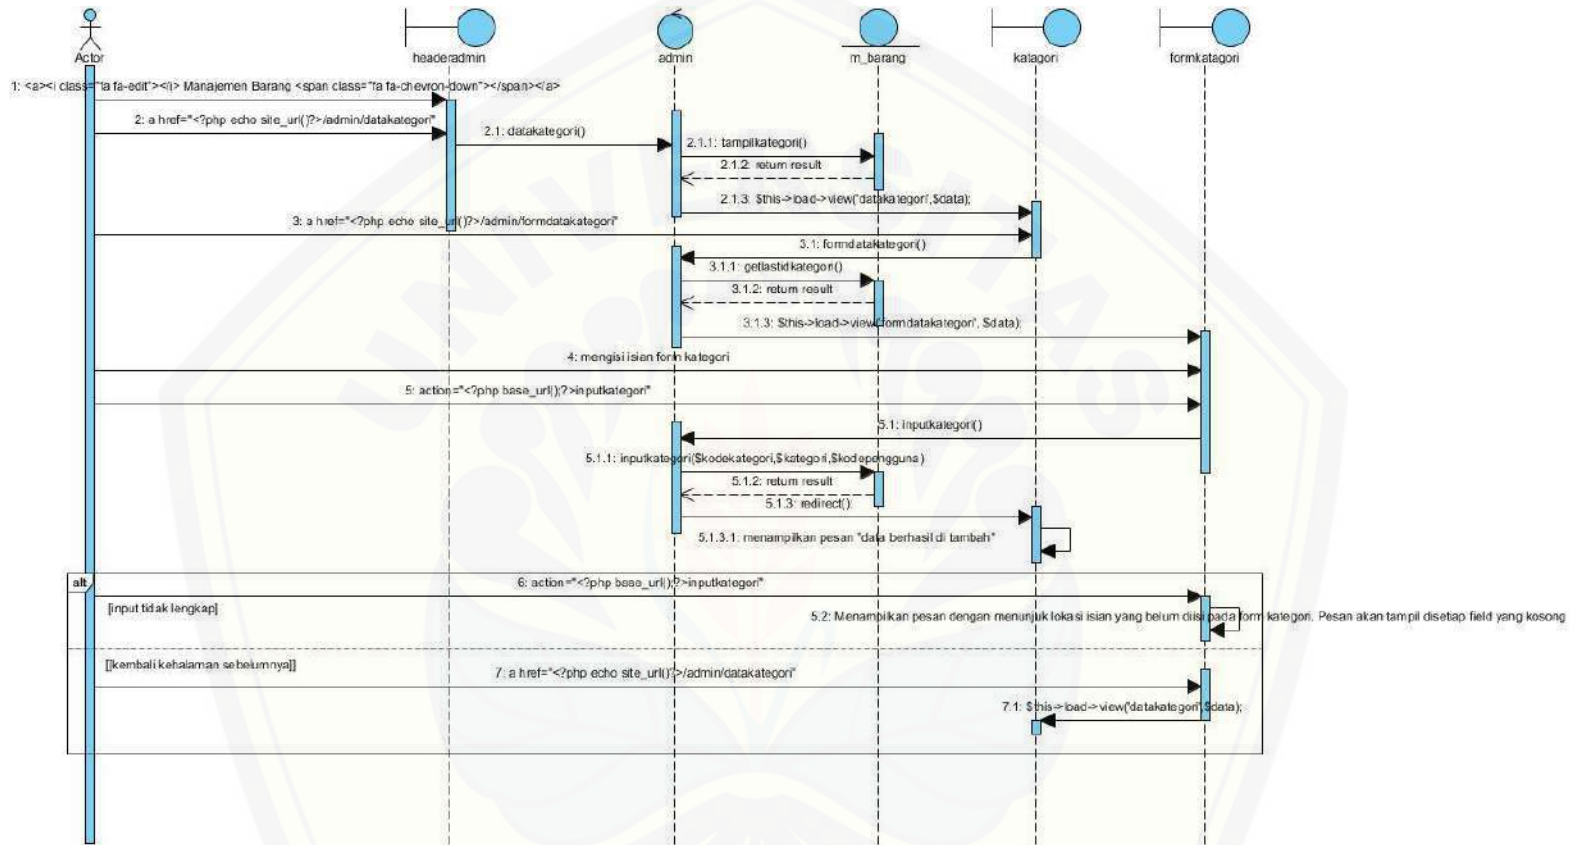 Actor
headeradmin
admin
m_barang
katagori
formkatagori
1: <a><i class="fa fa-edit"></i> Manajemen Barang <span class="fa fa-chevron-down"></span></a>
2: a href="<?php echo site_url()?>/admin/datakategori"
2.1: datakategori()
2.1.1: tampilkategori()
2.1.2: return result
2.1.3: $this->load->view('datakategori',$data);
3: a href="<?php echo site_url()?>/admin/formdatakategori"
3.1: formdatakategori()
3.1.1: getlastidkategori()
3.1.2: return result
3.1.3: $this->load->view('formdatakategori', $data);
4: mengisi isian form kategori
5: action="<?php base_url();?>inputkategori"
5.1: inputkategori()
5.1.1: inputkategori($kodekategori,$kategori,$kodepengguna)
5.1.2: return result
5.1.3: redirect();
5.1.3.1: menampilkan pesan "data berhasil di tambah"
alt
6: action="<?php base_url();?>inputkategori"
[input tidak lengkap]
5.2: Menampilkan pesan dengan menunjuk lokasi isian yang belum diisi pada form kategori. Pesan akan tampil disetiap field yang kosong
[[kembali kehalaman sebelumnya]]
7: a href="<?php echo site_url()?>/admin/datakategori"
7.1: $this->load->view('datakategori',$data);
UNIVERSITAS